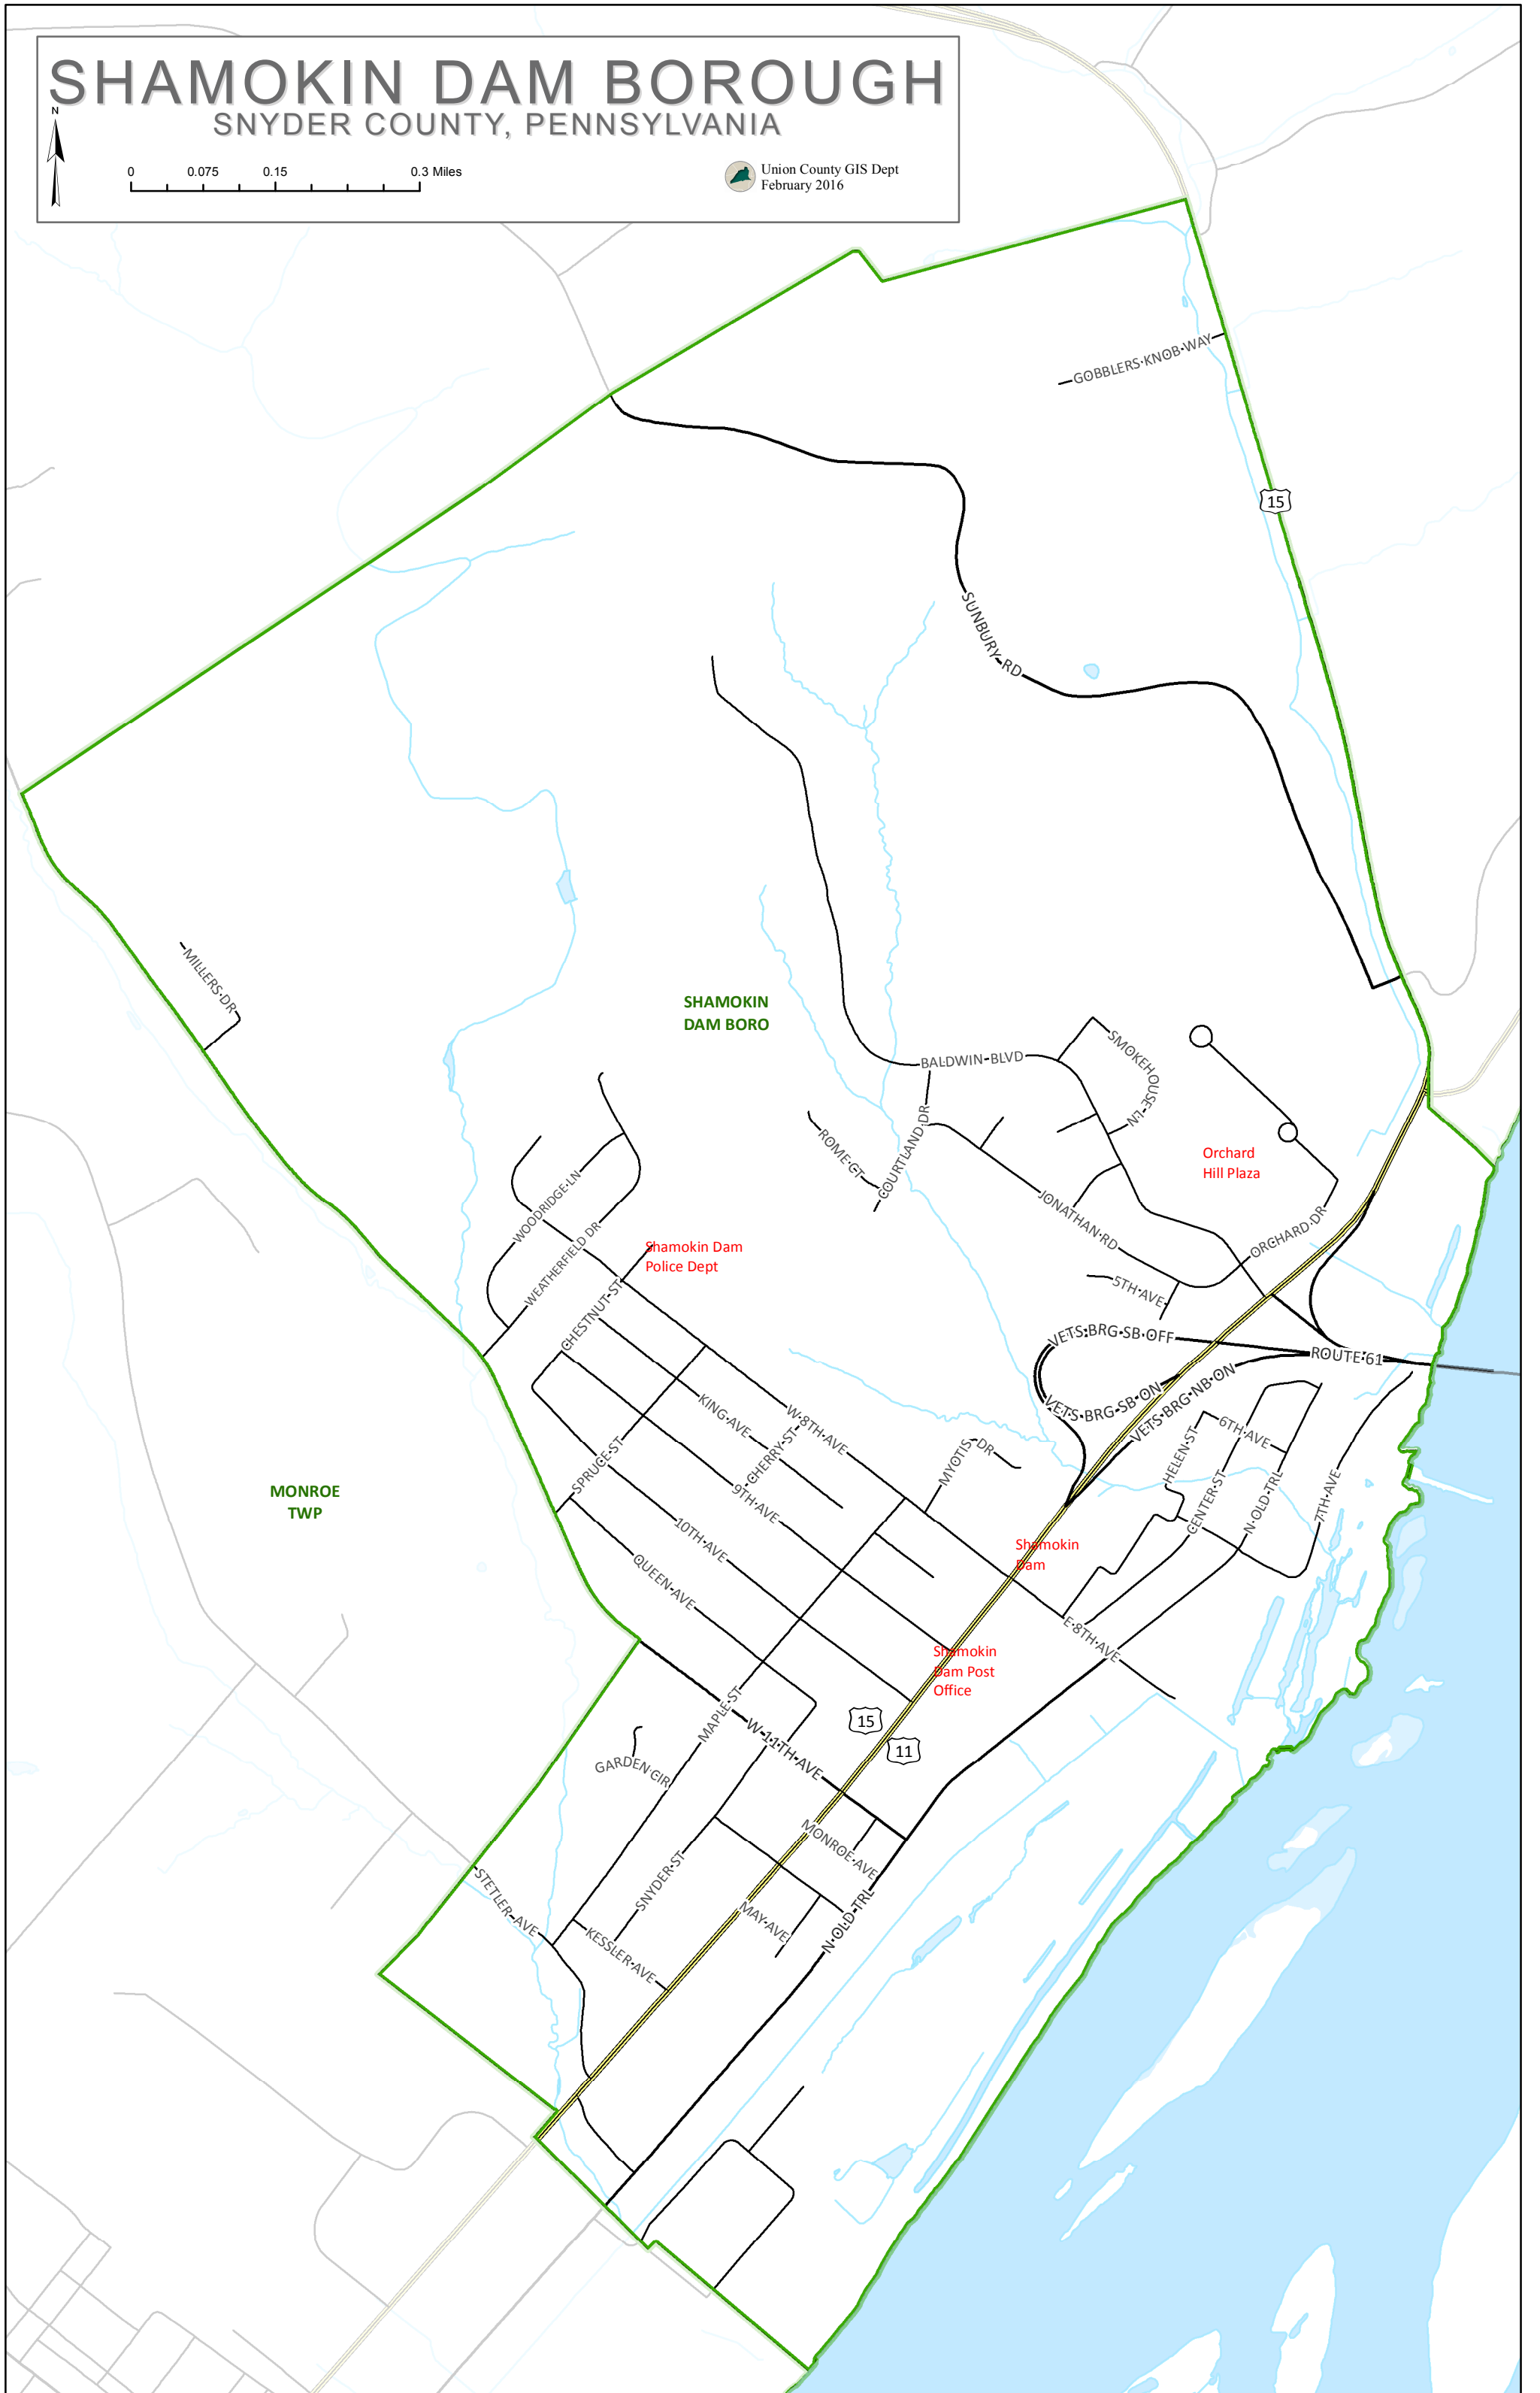 SHAMOKIN DAM BOROUGH
SNYDER COUNTY, PENNSYLVANIA
N
0 0.075 0.15 0.3 Miles
Union County GIS Dept
February 2016
GOBBLERS KNOB WAY
15
SUNBURY RD
MILLERS DR
SHAMOKIN
DAM BORO
BALDWIN BLVD
SMOKEHOUSE LN
ROME CT
COURTLAND DR
Orchard
Hill Plaza
WOODRIDGE LN
WEATHERFIELD DR
JONATHAN RD
ORCHARD DR
Shamokin Dam
Police Dept
CHESTNUT ST
5TH AVE
VETS BRG SB OFF
ROUTE 61
VETS BRG SB ON
VETS BRG NB ON
KING AVE
W 8TH AVE
CHERRY ST
SPRUCE ST
9TH AVE
MYOTIS DR
6TH AVE
HELEN ST
CENTER ST
N OLD TRL
7TH AVE
MONROE
TWP
10TH AVE
QUEEN AVE
Shamokin
Dam
E 8TH AVE
Shamokin
Dam Post
Office
MAPLE ST
15
11
W 11TH AVE
GARDEN CIR
MONROE AVE
SNYDER ST
STETLER AVE
MAY AVE
N OLD TRL
KESSLER AVE